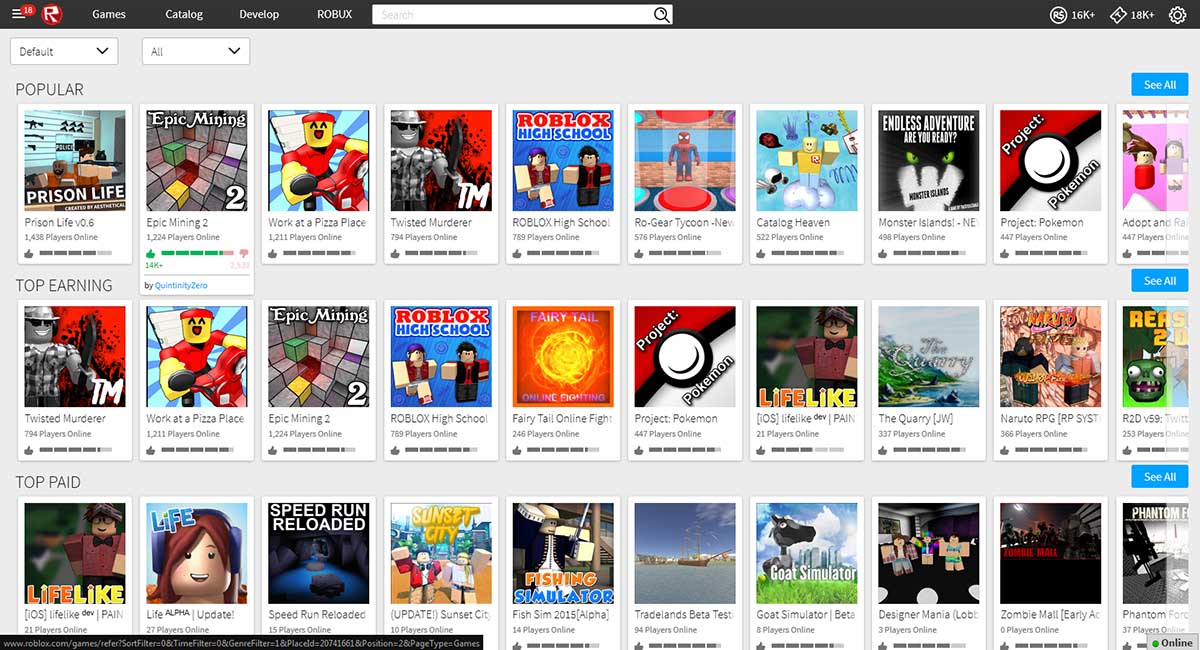 18
Games Catalog Develop ROBUX Search R$ 16K+ 18K+
Default All
POPULAR See All
POLICE
PRISON LIFE
CREATED BY AESTHETICAL
Epic Mining
2
TM
ROBLOX
HIGH SCHOOL
ENDLESS ADVENTURE
ARE YOU READY?
MONSTER ISLANDS!
Project:
Pokemon
Prison Life v0.6
1,438 Players Online
Epic Mining 2
1,224 Players Online
14K+ 2,533
by QuintinityZero
Work at a Pizza Place
1,211 Players Online
Twisted Murderer
794 Players Online
ROBLOX High School
789 Players Online
Ro-Gear Tycoon -New
576 Players Online
Catalog Heaven
522 Players Online
Monster Islands! - NE
498 Players Online
Project: Pokemon
447 Players Online
Adopt and Rai
447 Players Online
TOP EARNING See All
TM
Epic Mining
2
ROBLOX
HIGH SCHOOL
FAIRY TAIL
ONLINE FIGHTING
Project:
Pokemon
LIFELIKE
The
Quarry
NARUTO
REAS
2 D
Twisted Murderer
794 Players Online
Work at a Pizza Place
1,211 Players Online
Epic Mining 2
1,224 Players Online
ROBLOX High School
789 Players Online
Fairy Tail Online Fight
246 Players Online
Project: Pokemon
447 Players Online
[iOS] lifelike dev | PAIN
21 Players Online
The Quarry [JW]
337 Players Online
Naruto RPG [RP SYST
366 Players Online
R2D v59: Twitt
253 Players Online
TOP PAID See All
LIFELIKE
LIFE
SPEED RUN
RELOADED
SUNSET
CITY
FISHING
SIMULATOR
Goat Simulator
ZOMBIE MALL
PHANTOM F
[iOS] lifelike dev | PAIN
21 Players Online
Life ALPHA | Update!
27 Players Online
Speed Run Reloaded
15 Players Online
(UPDATE!) Sunset City
10 Players Online
Fish Sim 2015[Alpha]
14 Players Online
Tradelands Beta Testi
94 Players Online
Goat Simulator | Beta
8 Players Online
Designer Mania (Lobb
3 Players Online
Zombie Mall [Early Ac
0 Players Online
Phantom Forc
37 Players Online
www.roblox.com/games/refer?SortFilter=0&TimeFilter=0&GenreFilter=1&PlaceId=20741661&Position=2&PageType=Games
Online